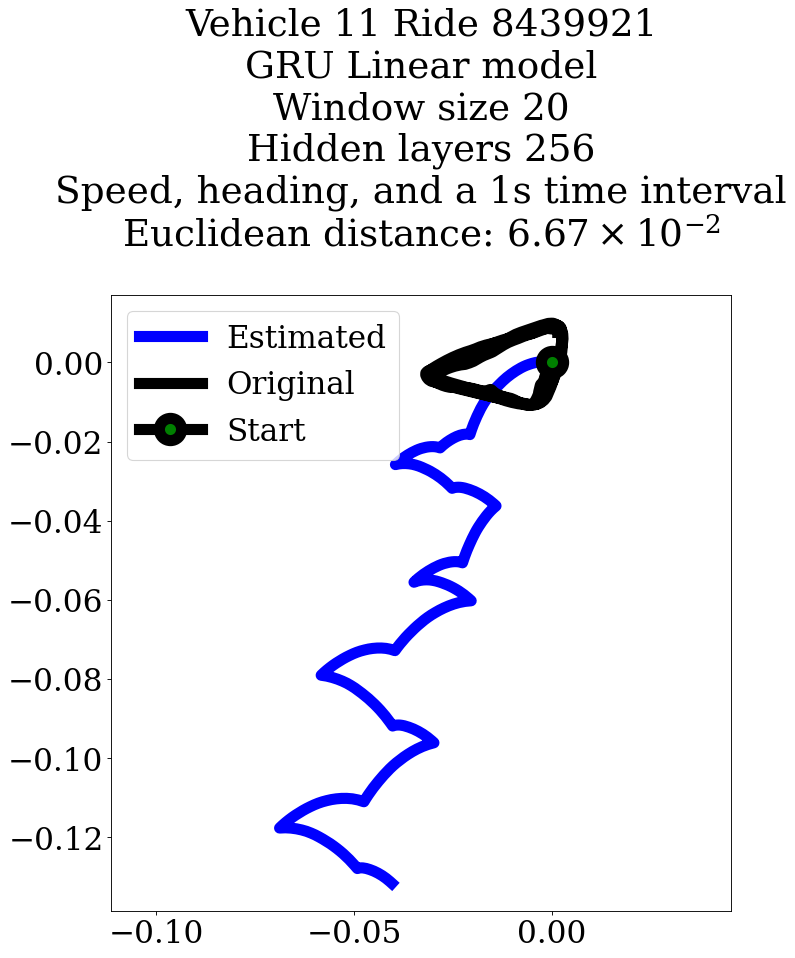 Vehicle 11 Ride 8439921
GRU Linear model
Window size 20
Hidden layers 256
Speed, heading, and a 1s time interval
Euclidean distance: 6.67 × 10⁻²
Estimated
Original
Start
0.00
−0.02
−0.04
−0.06
−0.08
−0.10
−0.12
−0.10 −0.05 0.00